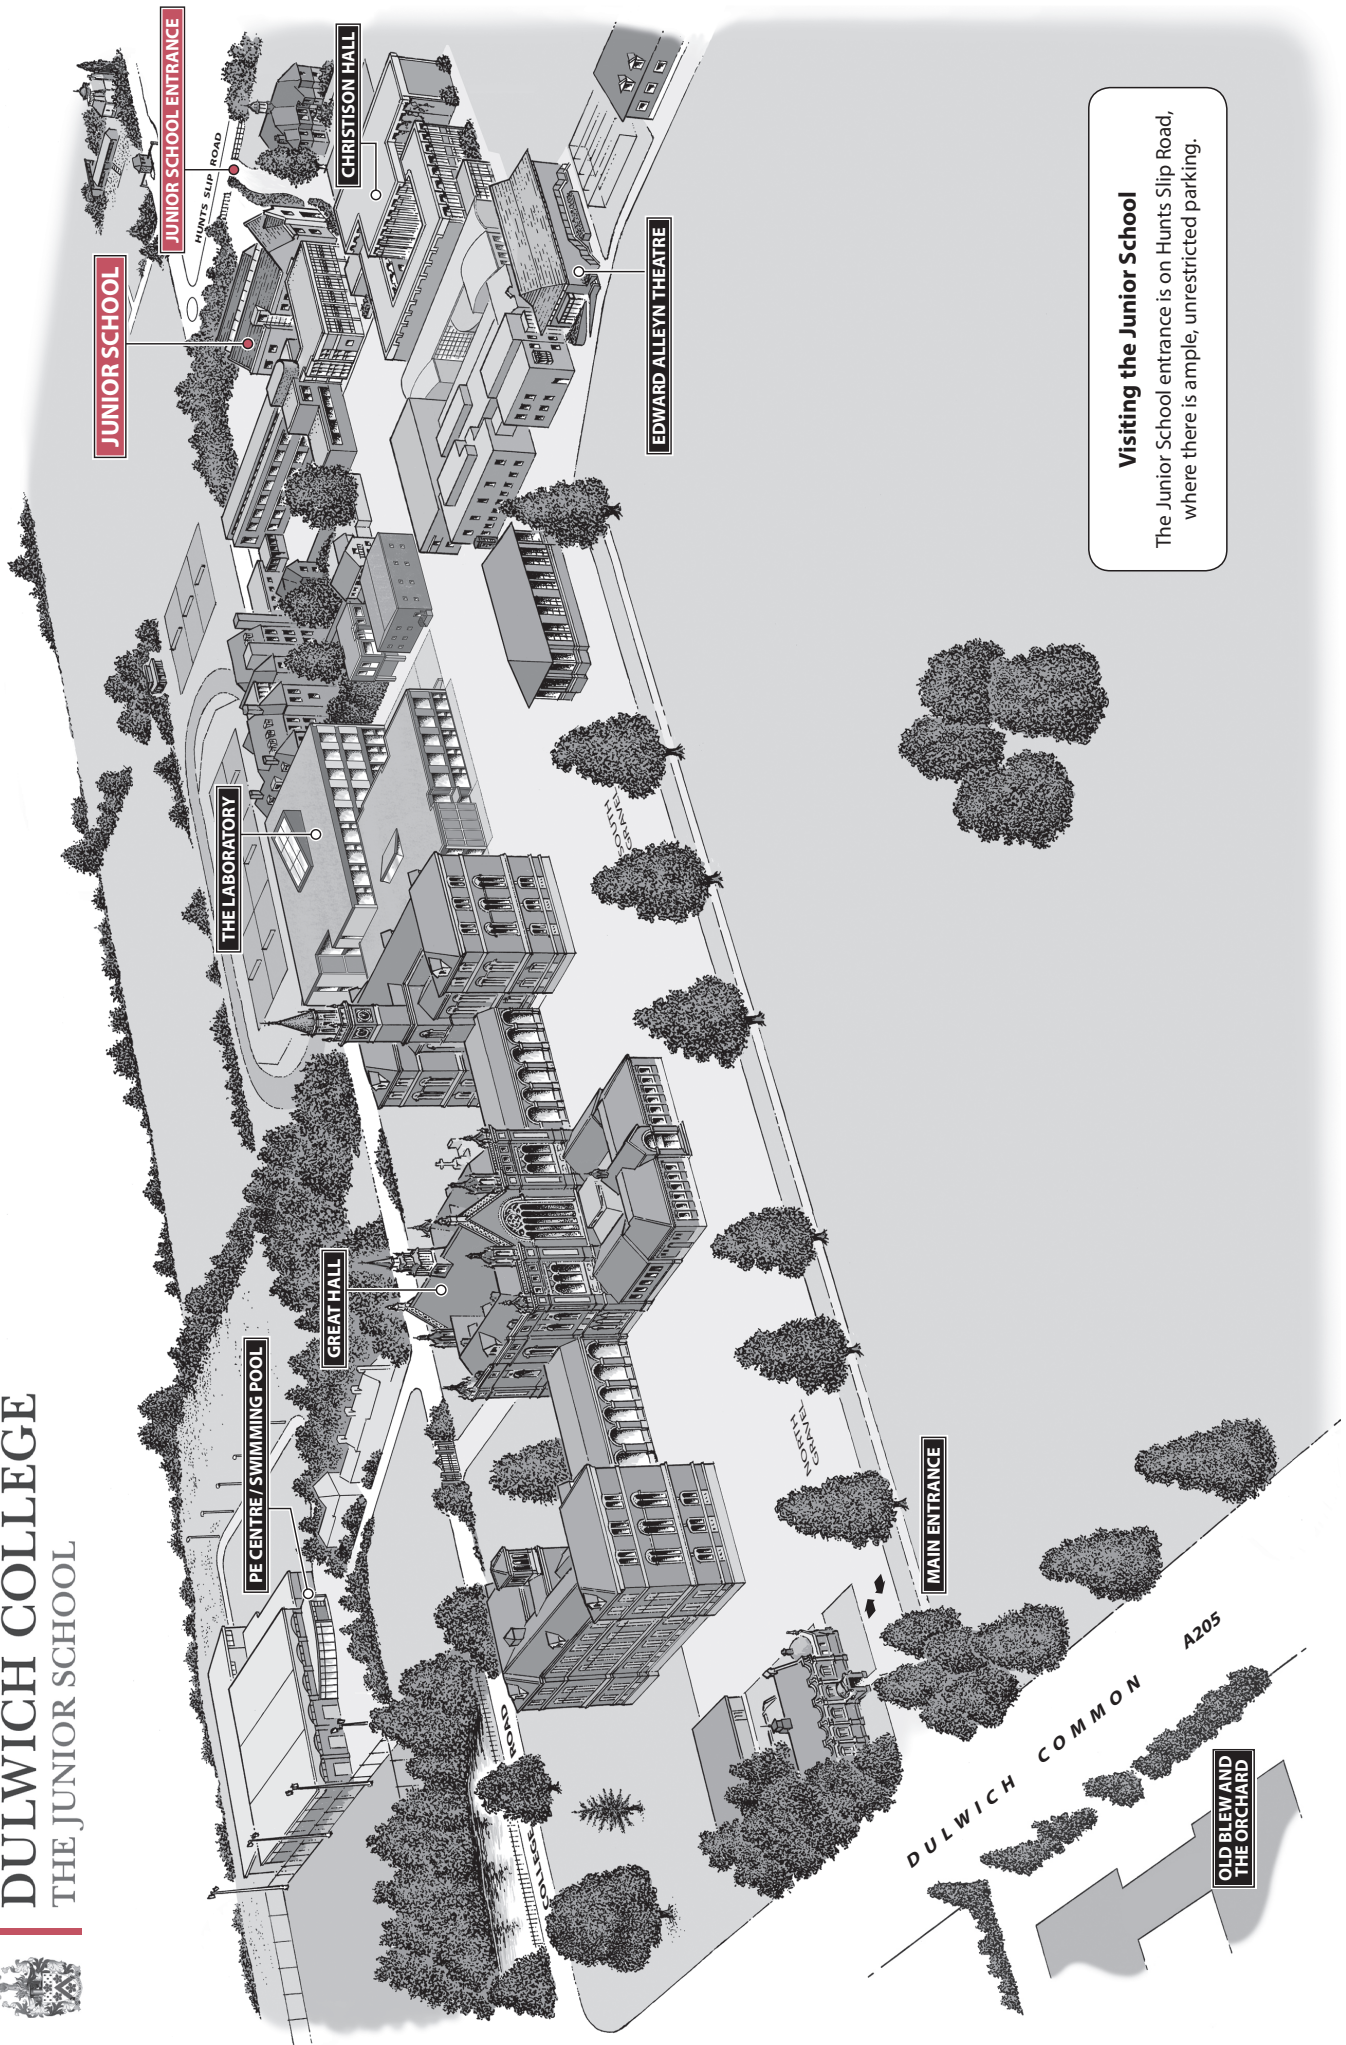 DULWICH COLLEGE
THE JUNIOR SCHOOL
JUNIOR SCHOOL
JUNIOR SCHOOL ENTRANCE
HUNTS SLIP ROAD
CHRISTISON HALL
THE LABORATORY
PE CENTRE / SWIMMING POOL
GREAT HALL
EDWARD ALLEYN THEATRE
SOUTH
GRAVEL
NORTH
GRAVEL
MAIN ENTRANCE
COLLEGE ROAD
DULWICH COMMON
A205
OLD BLEW AND
THE ORCHARD
Visiting the Junior School
The Junior School entrance is on Hunts Slip Road,
where there is ample, unrestricted parking.